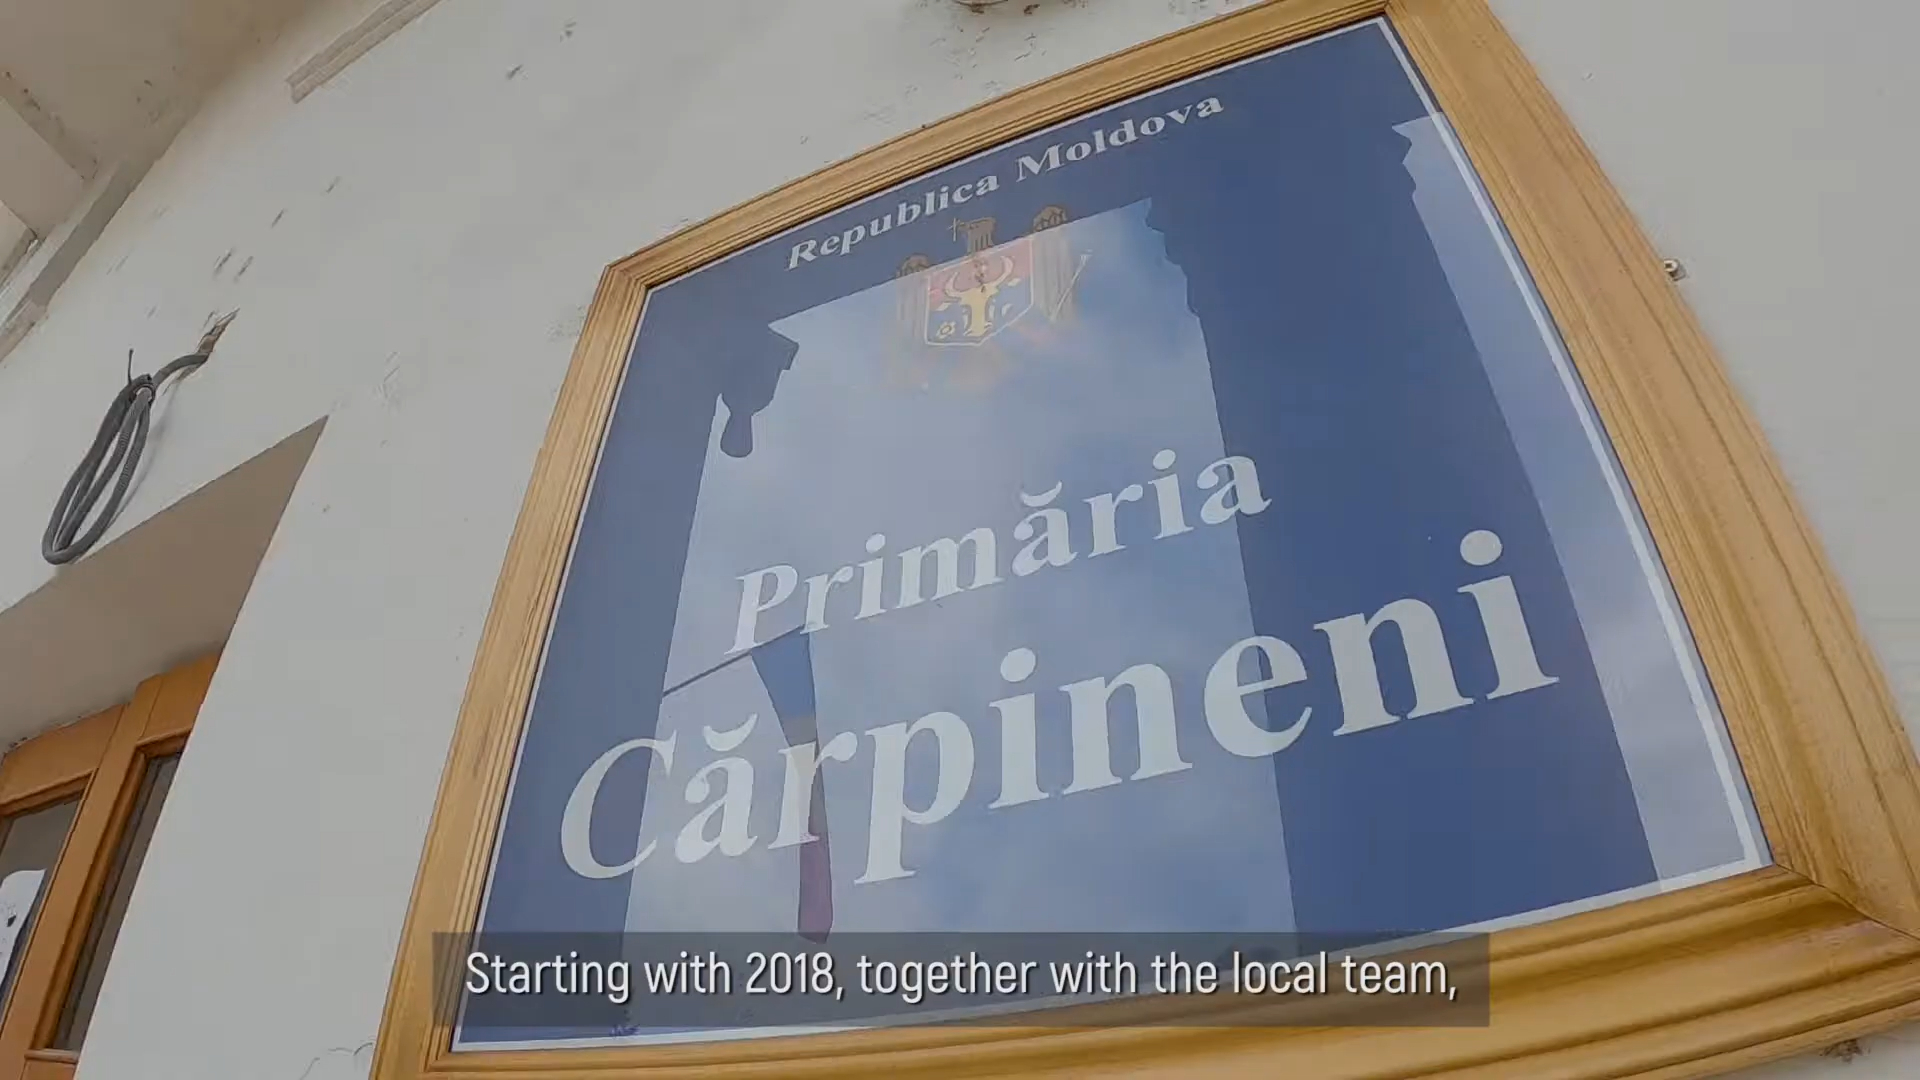 Republica Moldova
Primăria
Cărpineni
Starting with 2018, together with the local team,